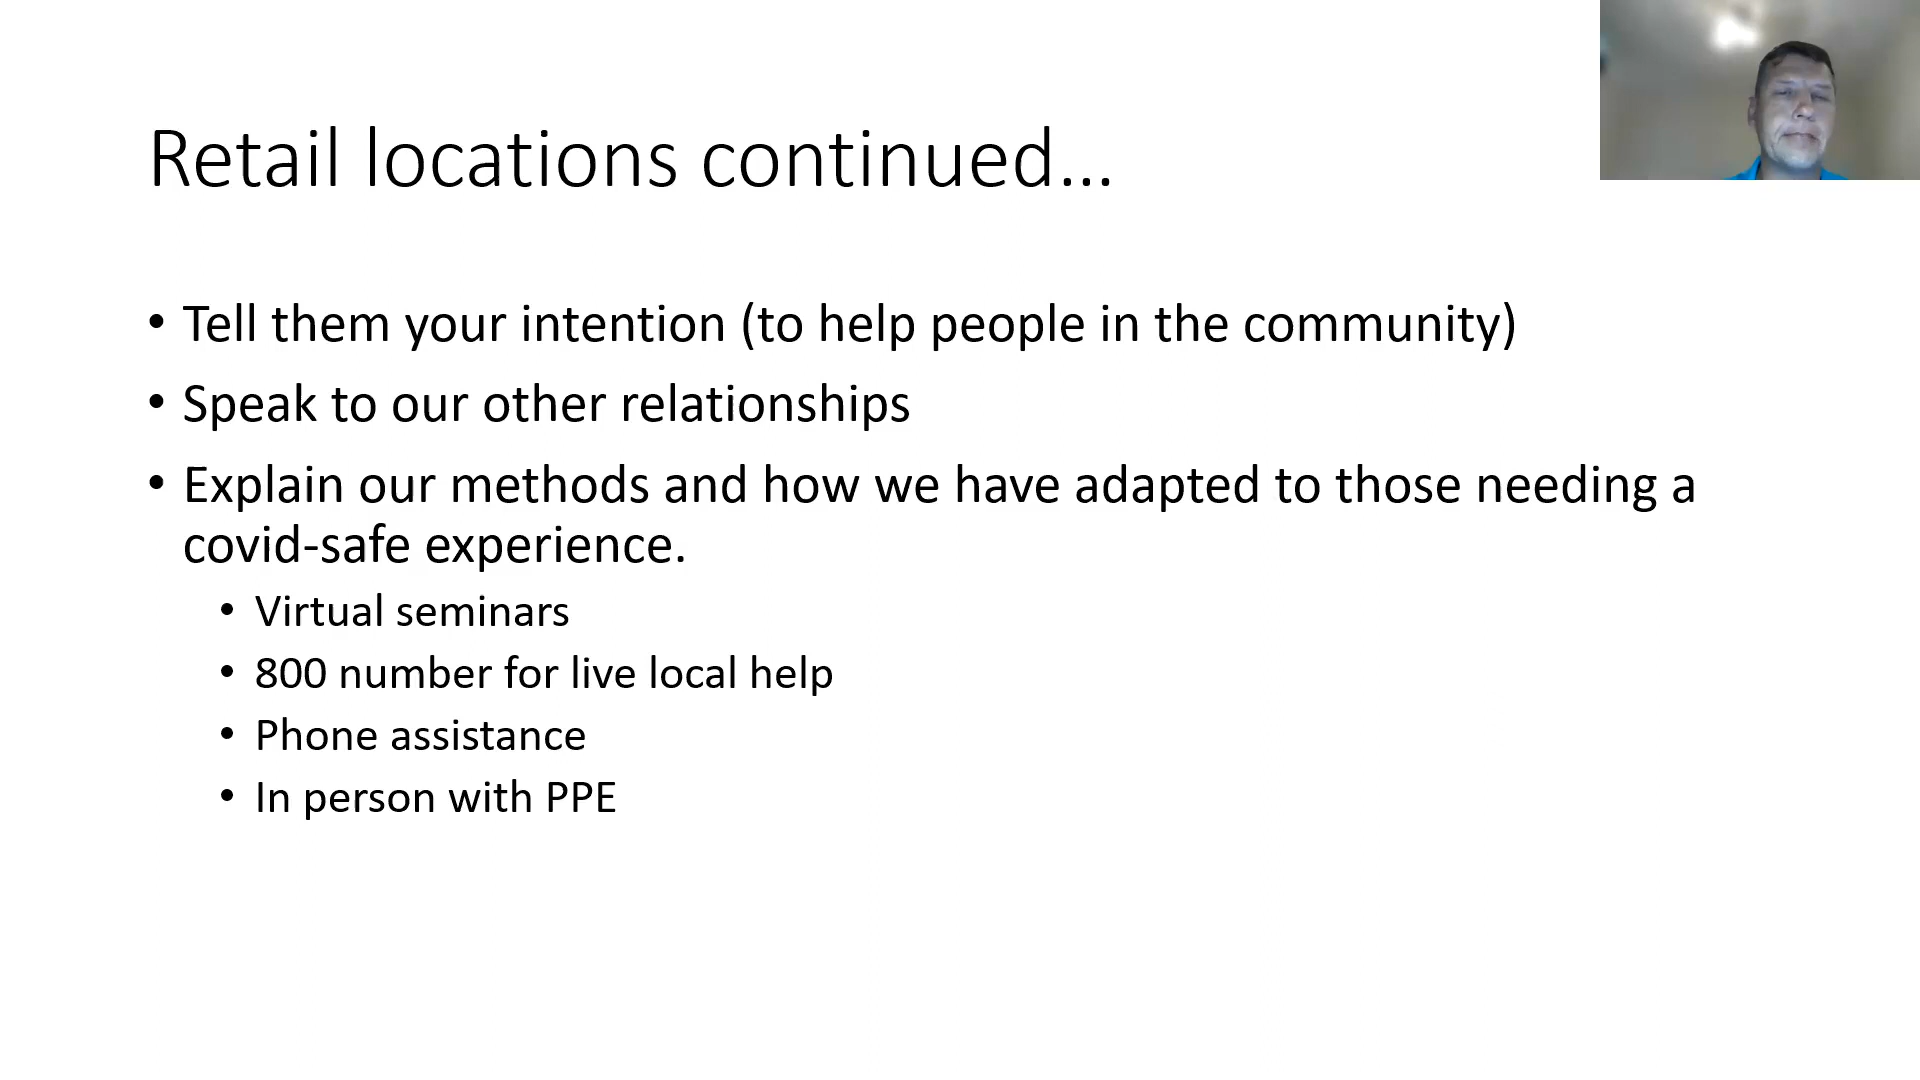 Retail locations continued...
• Tell them your intention (to help people in the community)
• Speak to our other relationships
• Explain our methods and how we have adapted to those needing a
covid-safe experience.
• Virtual seminars
• 800 number for live local help
• Phone assistance
• In person with PPE